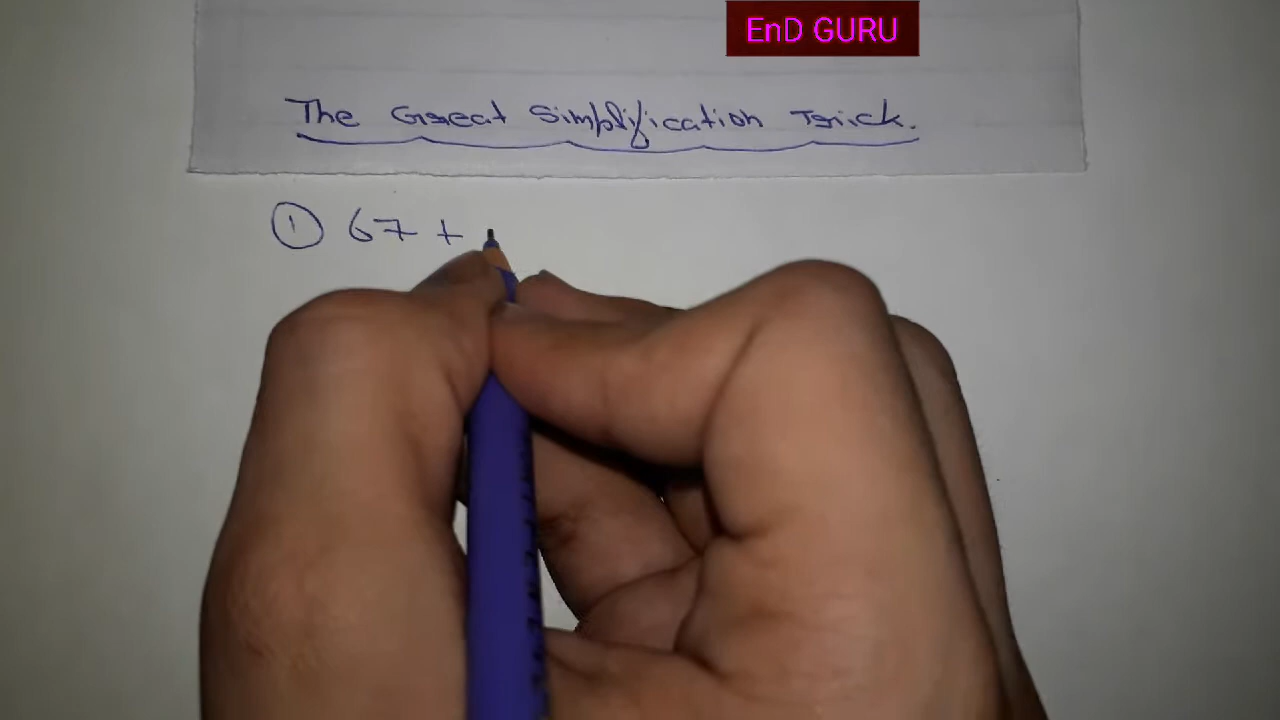 EnD GURU
The Great Simplification Trick.
① 67 +